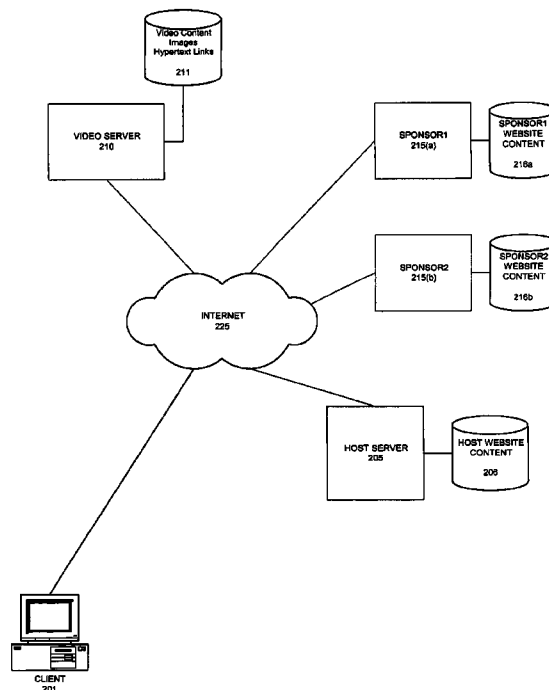 Video Content
Images
Hypertext Links
211
VIDEO SERVER
210
SPONSOR1
215(a)
SPONSOR1
WEBSITE
CONTENT
216a
SPONSOR2
215(b)
SPONSOR2
WEBSITE
CONTENT
216b
INTERNET
225
HOST SERVER
205
HOST WEBSITE
CONTENT
206
CLIENT
201